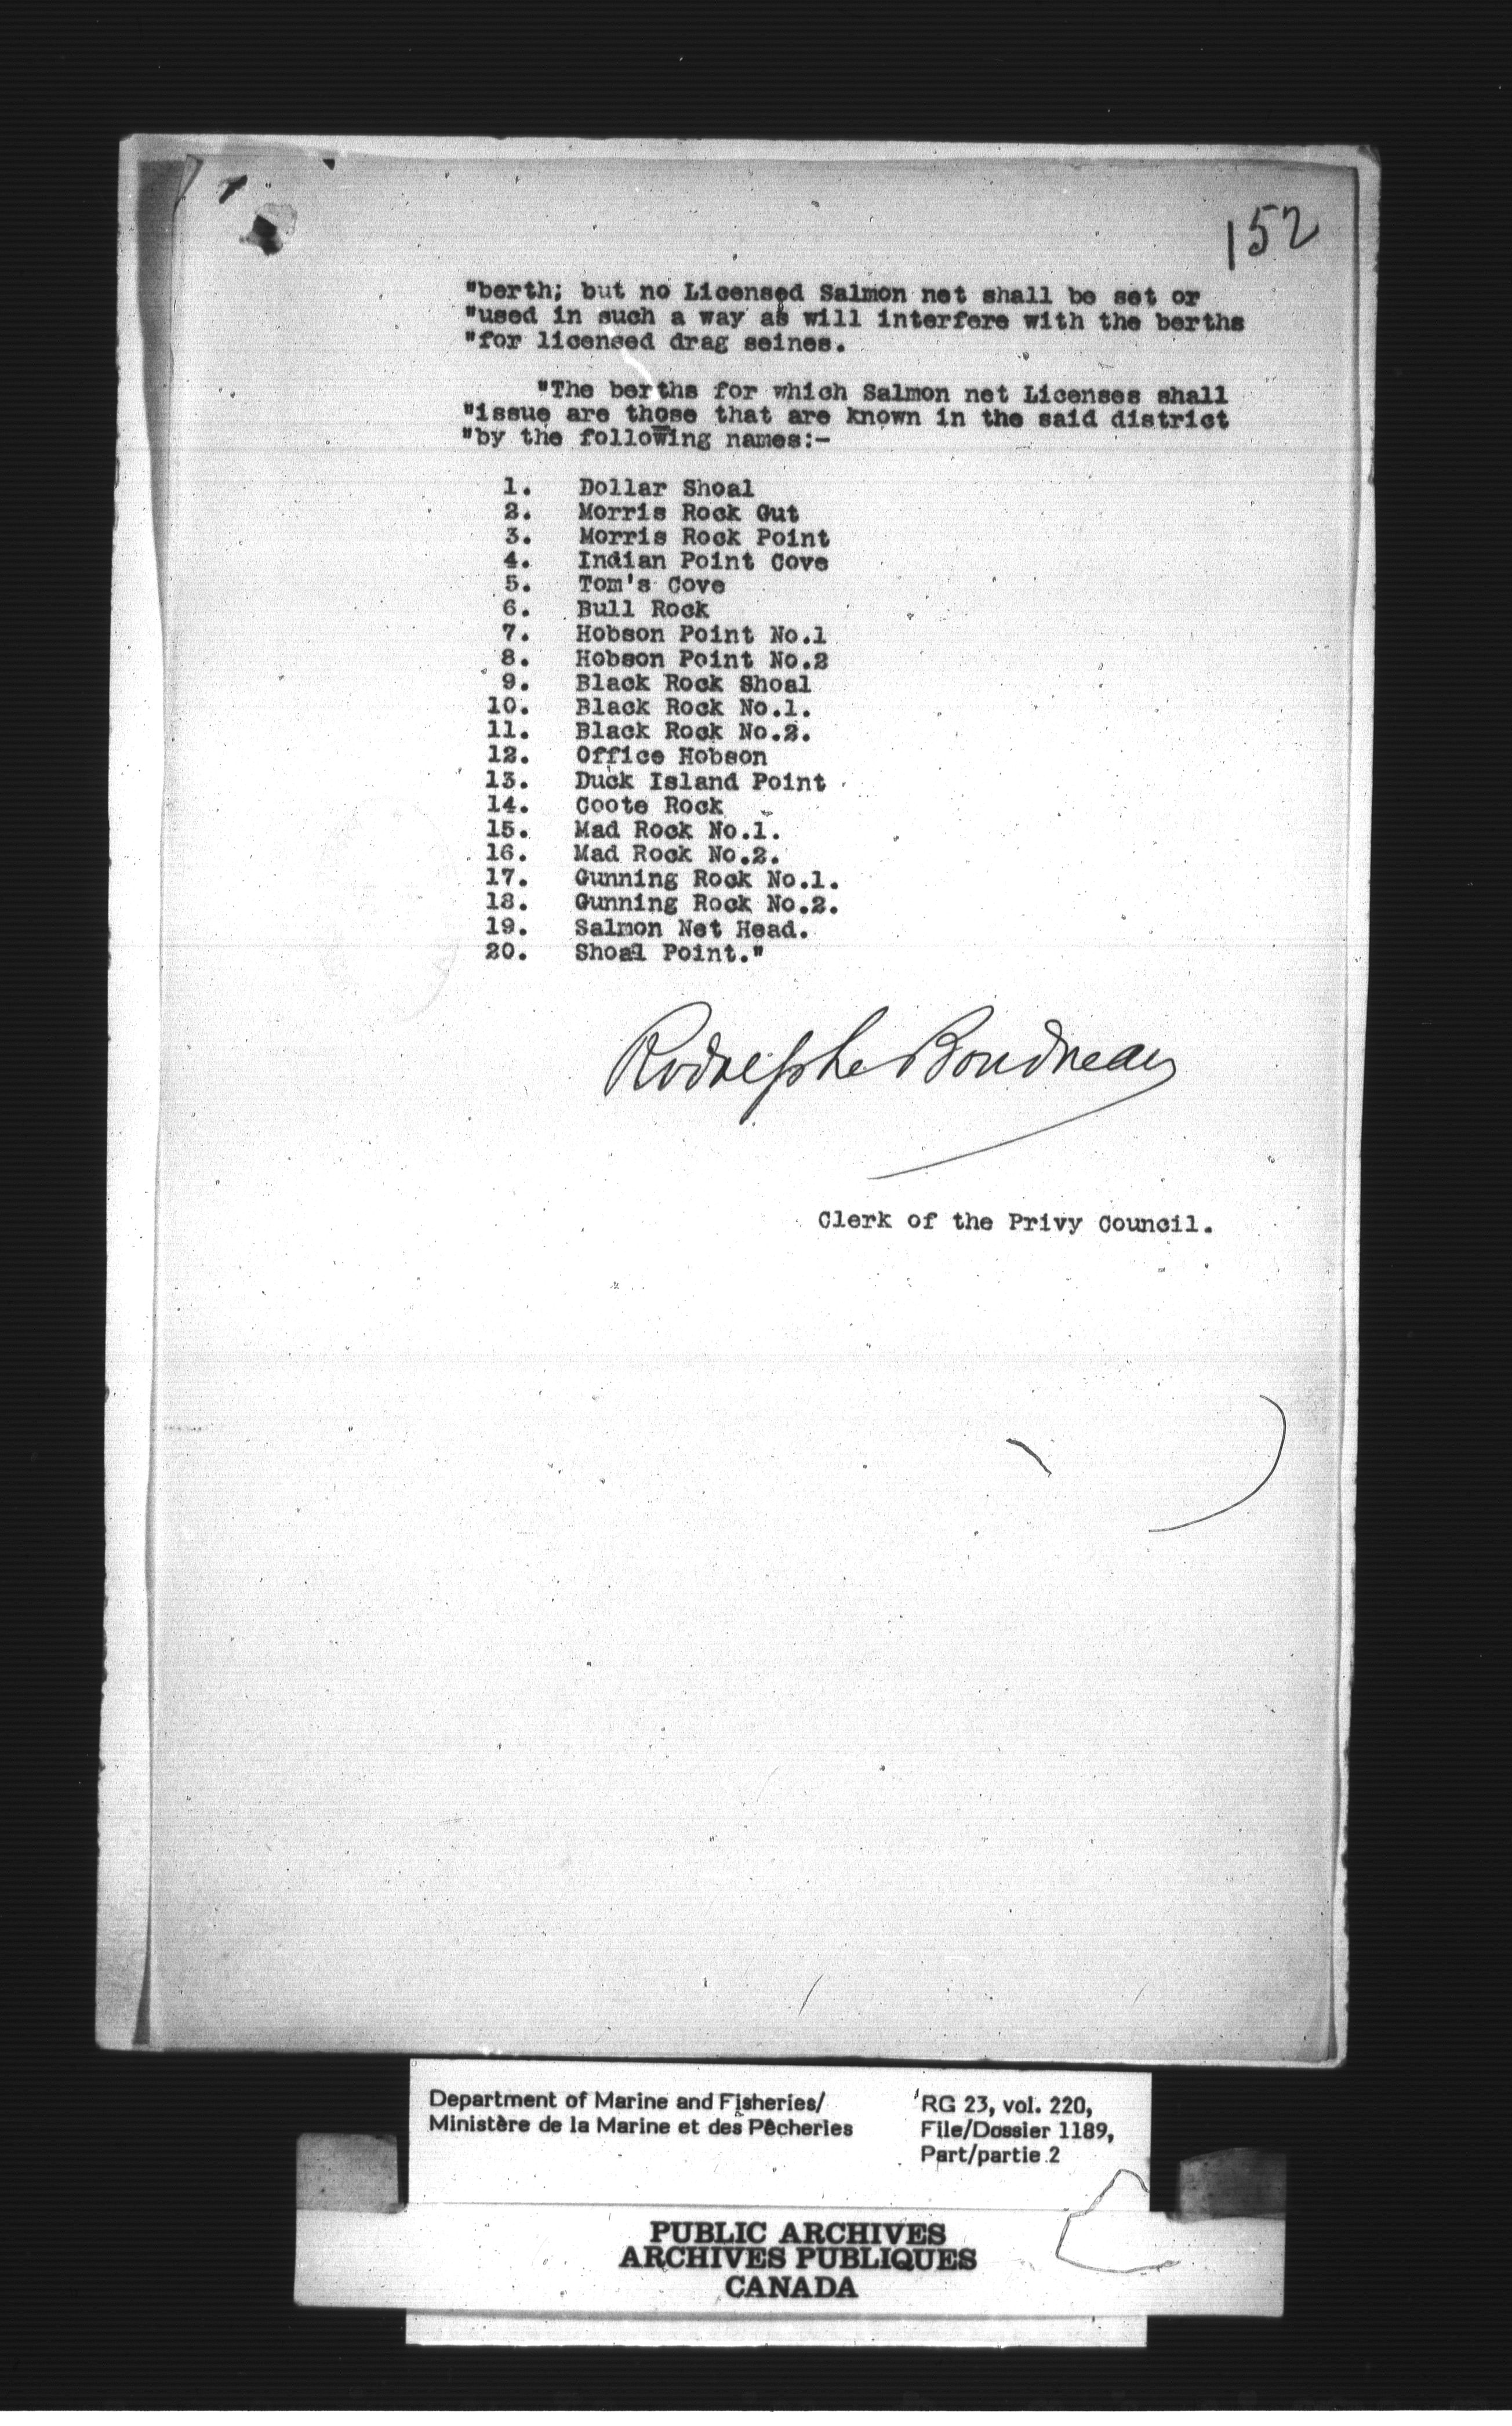 152
"berth; but no Licensed Salmon net shall be set or
"used in such a way as will interfere with the berths
"for licensed drag seines.
"The berths for which Salmon net Licenses shall
"issue are those that are known in the said district
"by the following names:-
1. Dollar Shoal
2. Morris Rock Gut
3. Morris Rock Point
4. Indian Point Cove
5. Tom's Cove
6. Bull Rock
7. Hobson Point No.1
8. Hobson Point No.2
9. Black Rock Shoal
10. Black Rock No.1.
11. Black Rock No.2.
12. Office Hobson
13. Duck Island Point
14. Coote Rock
15. Mad Rock No.1.
16. Mad Rock No.2.
17. Gunning Rock No.1.
18. Gunning Rock No.2.
19. Salmon Net Head.
20. Shoal Point."
Rodolphe Boudreau
Clerk of the Privy Council.
Department of Marine and Fisheries/
Ministère de la Marine et des Pêcheries
RG 23, vol. 220,
File/Dossier 1189,
Part/partie 2
PUBLIC ARCHIVES
ARCHIVES PUBLIQUES
CANADA